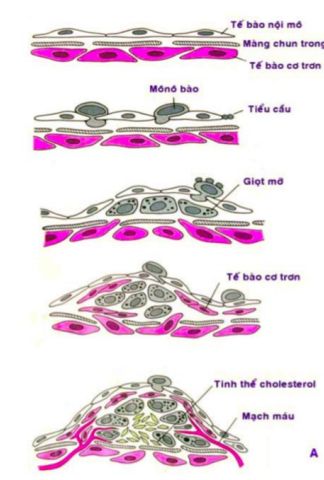 Tế bào nội mô
Màng chun trong
Tế bào cơ trơn
Mônô bào
Tiểu cầu
Giọt mỡ
Tế bào cơ trơn
Tinh thể cholesterol
Mạch máu
A